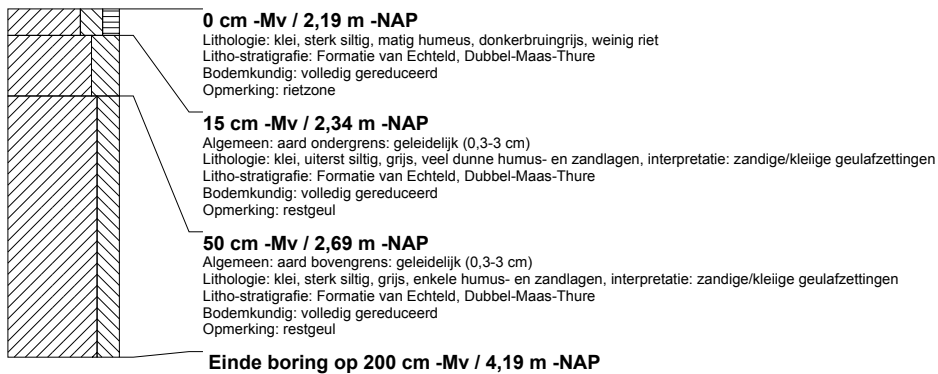 0 cm -Mv / 2,19 m -NAP
Lithologie: klei, sterk siltig, matig humeus, donkerbruingrijs, weinig riet
Litho-stratigrafie: Formatie van Echteld, Dubbel-Maas-Thure
Bodemkundig: volledig gereduceerd
Opmerking: rietzone
15 cm -Mv / 2,34 m -NAP
Algemeen: aard ondergrens: geleidelijk (0,3-3 cm)
Lithologie: klei, uiterst siltig, grijs, veel dunne humus- en zandlagen, interpretatie: zandige/kleiige geulafzettingen
Litho-stratigrafie: Formatie van Echteld, Dubbel-Maas-Thure
Bodemkundig: volledig gereduceerd
Opmerking: restgeul
50 cm -Mv / 2,69 m -NAP
Algemeen: aard bovengrens: geleidelijk (0,3-3 cm)
Lithologie: klei, sterk siltig, grijs, enkele humus- en zandlagen, interpretatie: zandige/kleiige geulafzettingen
Litho-stratigrafie: Formatie van Echteld, Dubbel-Maas-Thure
Bodemkundig: volledig gereduceerd
Opmerking: restgeul
Einde boring op 200 cm -Mv / 4,19 m -NAP